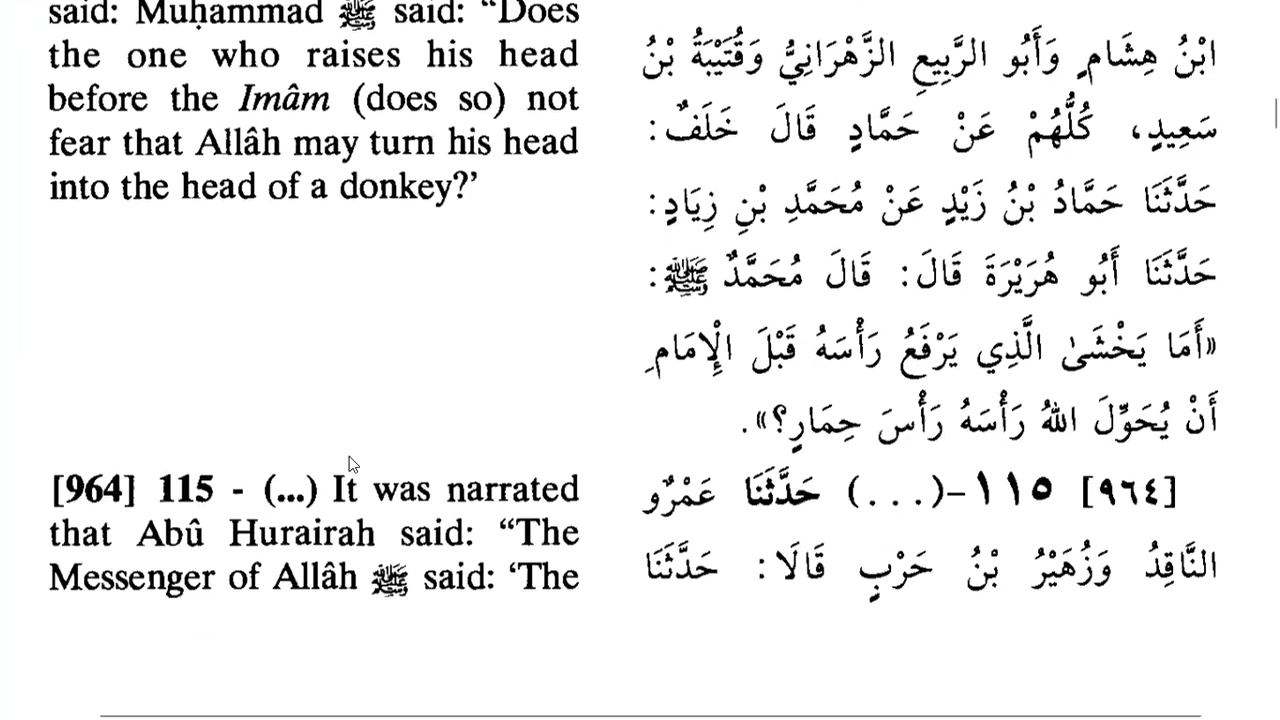 said: Muḥammad ﷺ said: “Does
the one who raises his head
before the Imâm (does so) not
fear that Allâh may turn his head
into the head of a donkey?’
[964] 115 - (...) It was narrated
that Abû Hurairah said: “The
Messenger of Allâh ﷺ said: ‘The
ابْنُ هِشَامٍ وَأَبُو الرَّبِيعِ الزَّهْرَانِيُّ وَقُتَيْبَةُ بْنُ
سَعِيدٍ، كُلُّهُمْ عَنْ حَمَّادٍ قَالَ خَلَفٌ:
حَدَّثَنَا حَمَّادُ بْنُ زَيْدٍ عَنْ مُحَمَّدِ بْنِ زِيَادٍ:
حَدَّثَنَا أَبُو هُرَيْرَةَ قَالَ: قَالَ مُحَمَّدٌ ﷺ:
«أَمَا يَخْشَىٰ الَّذِي يَرْفَعُ رَأْسَهُ قَبْلَ الْإِمَامِ
أَنْ يُحَوِّلَ اللهُ رَأْسَهُ رَأْسَ حِمَارٍ؟».
[٩٦٤] ١١٥-(...) حَدَّثَنَا عَمْرٌو
النَّاقِدُ وَزُهَيْرُ بْنُ حَرْبٍ قَالَا: حَدَّثَنَا